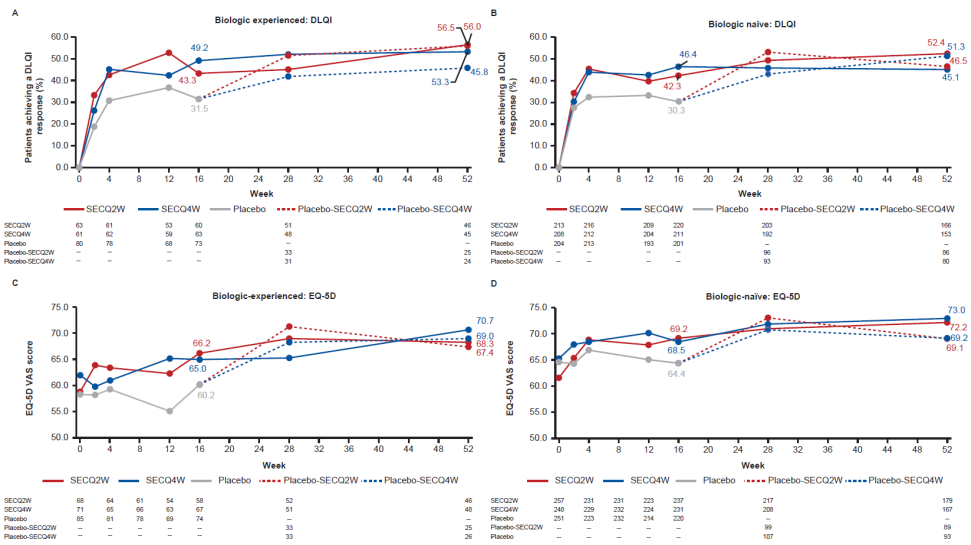 A
Biologic experienced: DLQI
Patients achieving a DLQI
response (%)
60.0
50.0
40.0
30.0
20.0
10.0
0.0
56.5
56.0
49.2
43.3
31.5
53.3
45.8
0 4 8 12 16 20 24 28 32 36 40 44 48 52
Week
SECQ2W SECQ4W Placebo Placebo-SECQ2W Placebo-SECQ4W
SECQ2W 63 61 53 60 51 46
SECQ4W 61 62 59 63 48 45
Placebo 80 78 68 73 -- --
Placebo-SECQ2W -- -- -- -- 33 25
Placebo-SECQ4W -- -- -- -- 31 24
B
Biologic naive: DLQI
Patients achieving a DLQI
response (%)
60.0
50.0
40.0
30.0
20.0
10.0
0.0
46.4
42.3
30.3
52.4
51.3
46.5
45.1
0 4 8 12 16 20 24 28 32 36 40 44 48 52
Week
SECQ2W SECQ4W Placebo Placebo-SECQ2W Placebo-SECQ4W
SECQ2W 213 216 209 220 203 166
SECQ4W 208 212 204 211 192 153
Placebo 204 213 193 201 -- --
Placebo-SECQ2W -- -- -- -- 96 86
Placebo-SECQ4W -- -- -- -- 93 80
C
Biologic-experienced: EQ-5D
EQ-5D VAS score
75.0
70.0
65.0
60.0
55.0
50.0
66.2
65.0
60.2
70.7
69.0
68.3
67.4
0 4 8 12 16 20 24 28 32 36 40 44 48 52
Week
SECQ2W SECQ4W Placebo Placebo-SECQ2W Placebo-SECQ4W
SECQ2W 68 64 61 54 58 52 46
SECQ4W 71 65 66 63 67 51 48
Placebo 85 81 78 69 74 -- --
Placebo-SECQ2W -- -- -- -- -- 33 25
Placebo-SECQ4W -- -- -- -- -- 33 26
D
Biologic-naïve: EQ-5D
EQ-5D VAS score
75.0
70.0
65.0
60.0
55.0
50.0
69.2
68.5
64.4
73.0
72.2
69.2
69.1
0 4 8 12 16 20 24 28 32 36 40 44 48 52
Week
SECQ2W SECQ4W Placebo Placebo-SECQ2W Placebo-SECQ4W
SECQ2W 257 231 231 223 237 217 179
SECQ4W 248 229 232 224 231 208 167
Placebo 251 223 232 214 220 -- --
Placebo-SECQ2W -- -- -- -- -- 99 89
Placebo -- -- -- -- -- 107 93